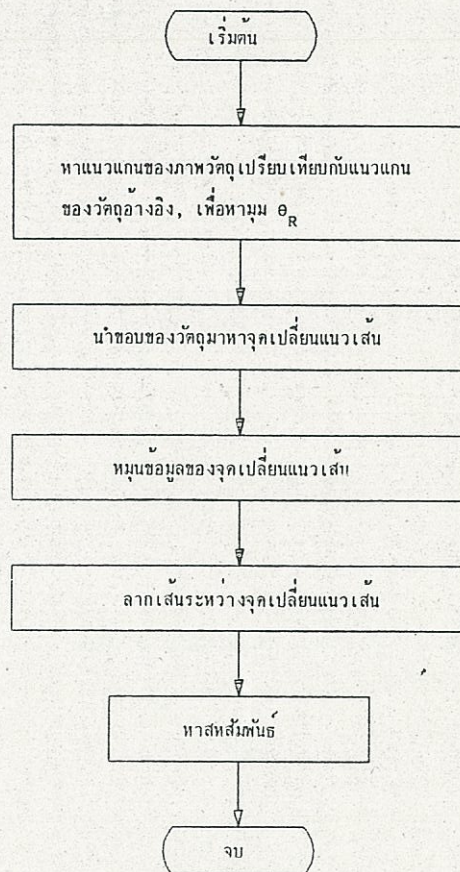 เริ่มต้น
หาแนวแกนของภาพวัตถุเปรียบเทียบกับแนวแกน
ของวัตถุอ้างอิง, เพื่อหามุม θ_R
นำขอบของวัตถุมาหาจุดเปลี่ยนแนวเส้น
หมุนข้อมูลของจุดเปลี่ยนแนวเส้น
ลากเส้นระหว่างจุดเปลี่ยนแนวเส้น
หาสหสัมพันธ์
จบ